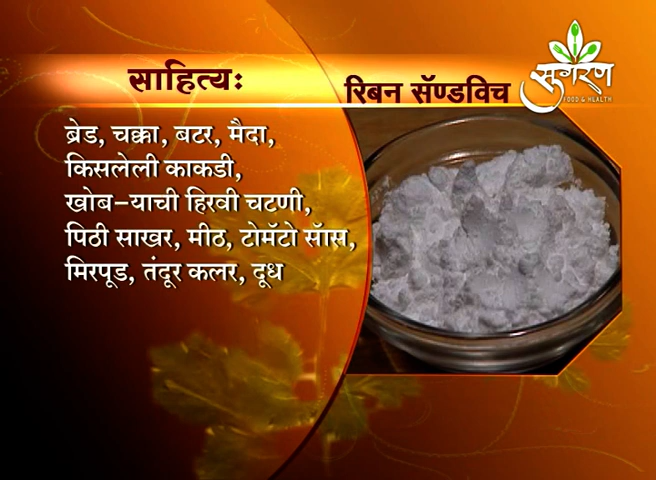 साहित्यः
रिबन सॅण्डविच
सुगरण
FOOD & HEALTH
ब्रेड, चक्का, बटर, मैदा,
किसलेली काकडी,
खोब-याची हिरवी चटणी,
पिठी साखर, मीठ, टोमॅटो सॅास,
मिरपूड, तंदूर कलर, दूध